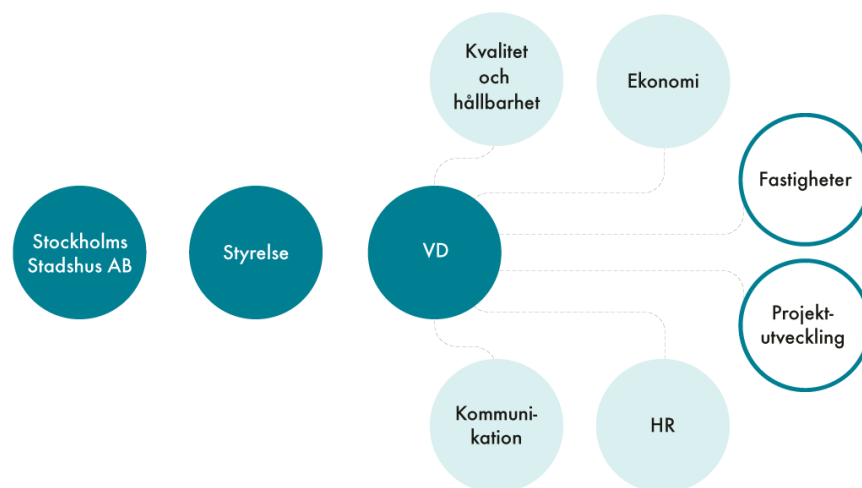 Kvalitet
och
hållbarhet
Ekonomi
Fastigheter
Stockholms
Stadshus AB
Styrelse
VD
Projekt-
utveckling
Kommuni-
kation
HR